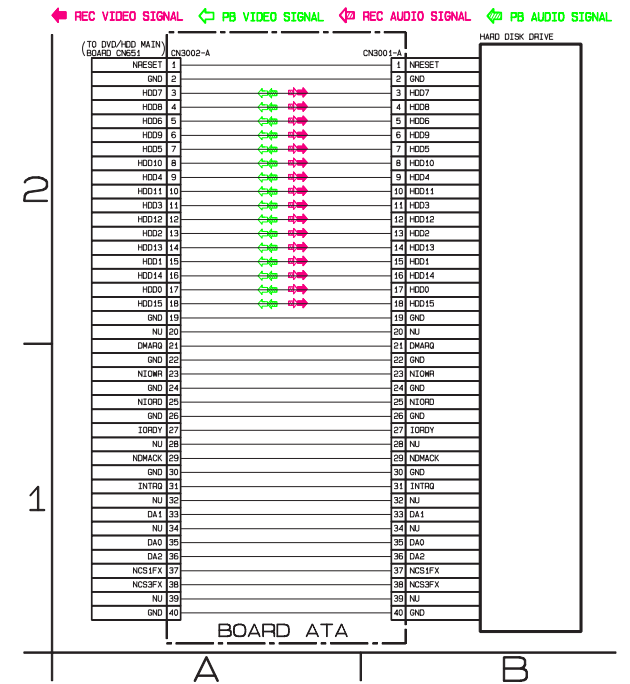 REC VIDEO SIGNAL PB VIDEO SIGNAL REC AUDIO SIGNAL PB AUDIO SIGNAL
HARD DISK DRIVE
(TO DVD/HDD MAIN)
(BOARD CN651) CN3002-A CN3001-A
NRESET 1 1 NRESET
GND 2 2 GND
HDD7 3 3 HDD7
HDD8 4 4 HDD8
HDD6 5 5 HDD6
HDD9 6 6 HDD9
HDD5 7 7 HDD5
HDD10 8 8 HDD10
HDD4 9 9 HDD4
HDD11 10 10 HDD11
HDD3 11 11 HDD3
HDD12 12 12 HDD12
HDD2 13 13 HDD2
HDD13 14 14 HDD13
HDD1 15 15 HDD1
HDD14 16 16 HDD14
HDD0 17 17 HDD0
HDD15 18 18 HDD15
GND 19 19 GND
NU 20 20 NU
DMARQ 21 21 DMARQ
GND 22 22 GND
NIOWR 23 23 NIOWR
GND 24 24 GND
NIORD 25 25 NIORD
GND 26 26 GND
IORDY 27 27 IORDY
NU 28 28 NU
NDMACK 29 29 NDMACK
GND 30 30 GND
INTRQ 31 31 INTRQ
NU 32 32 NU
DA1 33 33 DA1
NU 34 34 NU
DA0 35 35 DA0
DA2 36 36 DA2
NCS1FX 37 37 NCS1FX
NCS3FX 38 38 NCS3FX
NU 39 39 NU
GND 40 40 GND
BOARD ATA
2
1
A B